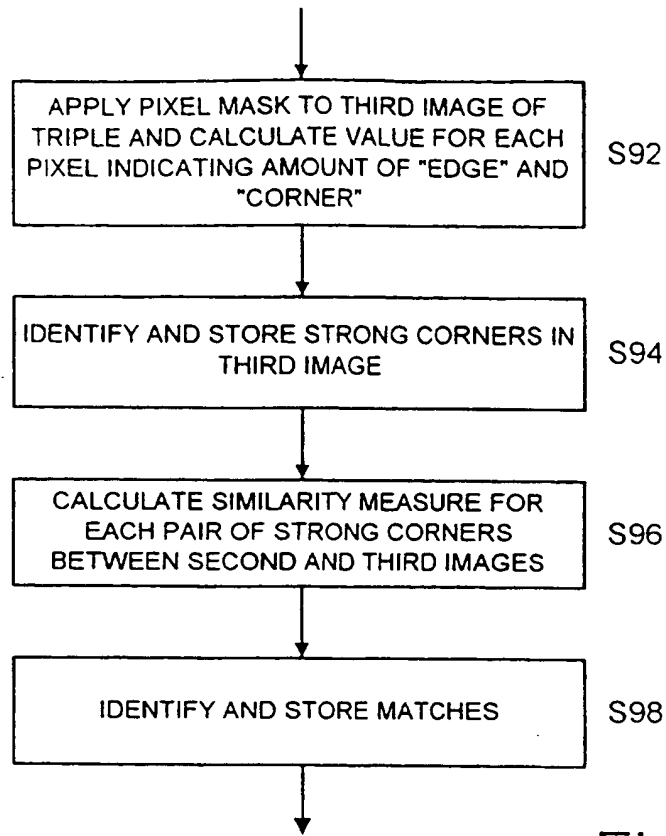 APPLY PIXEL MASK TO THIRD IMAGE OF
TRIPLE AND CALCULATE VALUE FOR EACH
PIXEL INDICATING AMOUNT OF "EDGE" AND
"CORNER"
S92
IDENTIFY AND STORE STRONG CORNERS IN
THIRD IMAGE
S94
CALCULATE SIMILARITY MEASURE FOR
EACH PAIR OF STRONG CORNERS
BETWEEN SECOND AND THIRD IMAGES
S96
IDENTIFY AND STORE MATCHES
S98